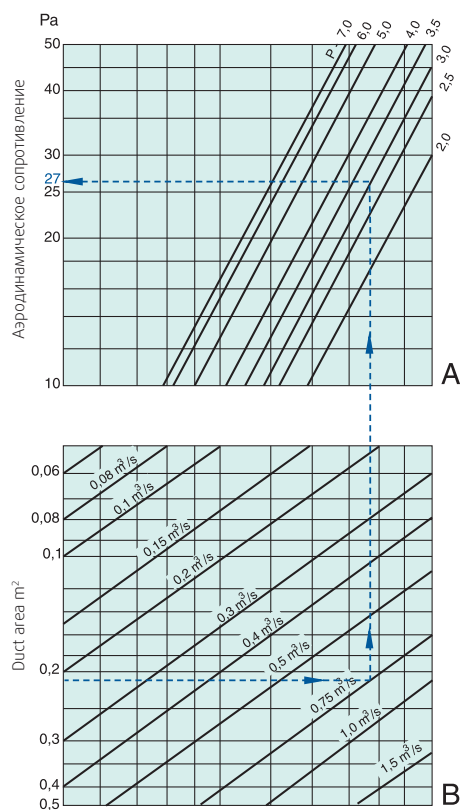 Pa
50
40
30
27
25
20
10
Аэродинамическое сопротивление
P
7,0
6,0
5,0
4,0
3,5
3,0
2,5
2,0
A
0,06
0,08
0,1
0,2
0,3
0,4
0,5
Duct area m²
0,08 m³/s
0,1 m³/s
0,15 m³/s
0,2 m³/s
0,3 m³/s
0,4 m³/s
0,5 m³/s
0,75 m³/s
1,0 m³/s
1,5 m³/s
B